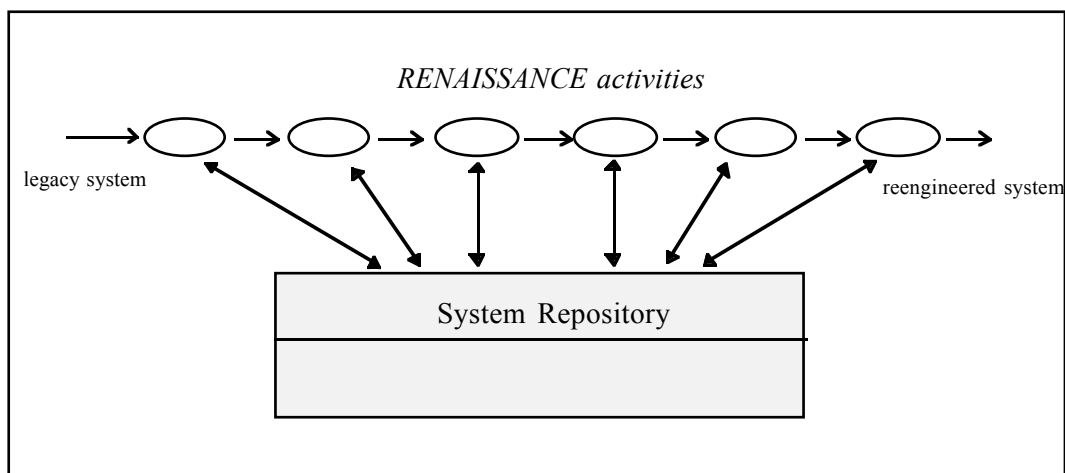 RENAISSANCE activities
legacy system
reengineered system
System Repository